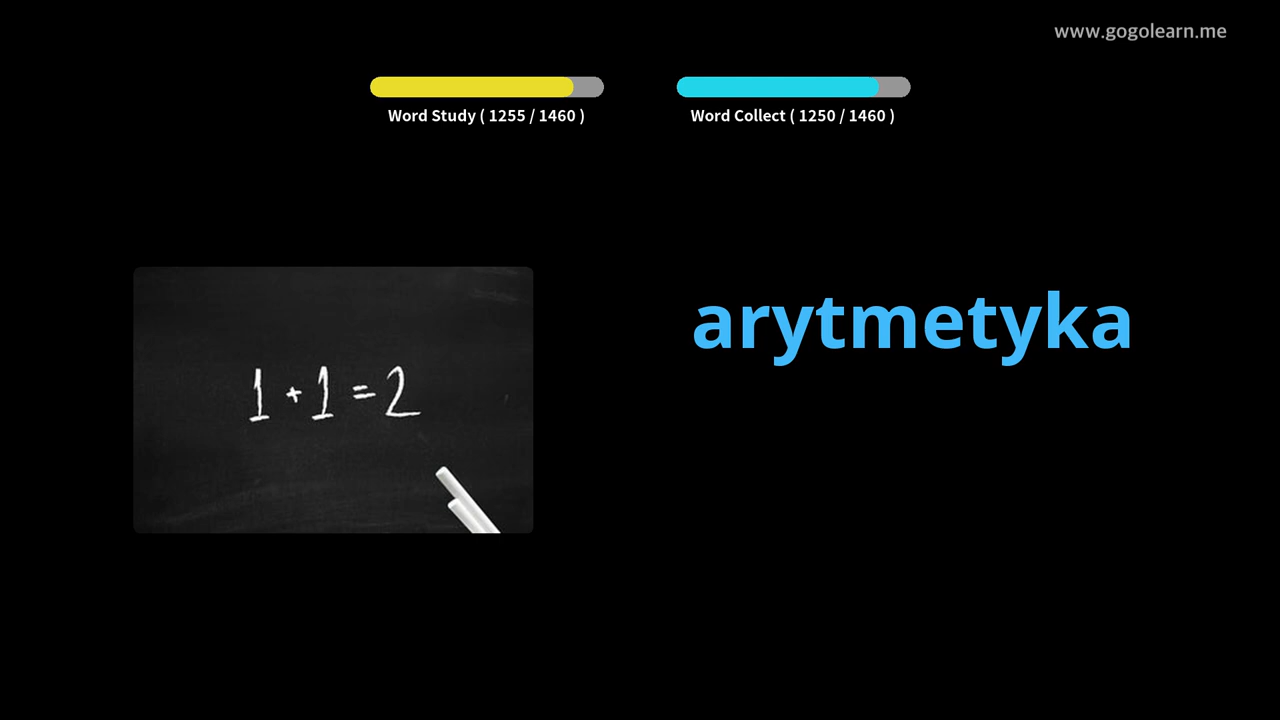 www.gogolearn.me
Word Study ( 1255 / 1460 )
Word Collect ( 1250 / 1460 )
arytmetyka
1 + 1 = 2